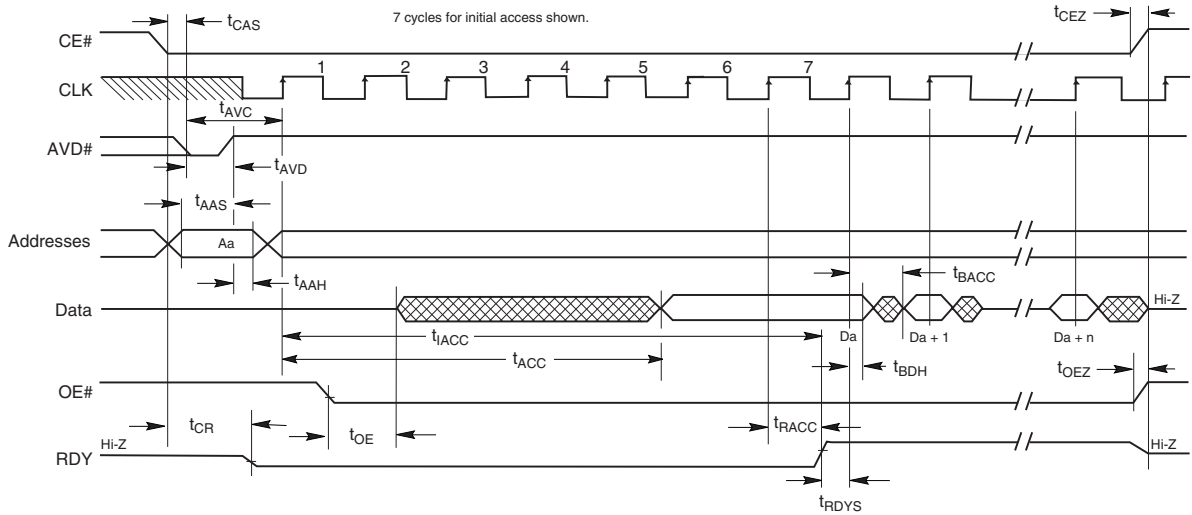 7 cycles for initial access shown.
tCAS
tCEZ
CE#
1 2 3 4 5 6 7
CLK
tAVC
AVD#
tAVD
tAAS
Addresses
Aa
tAAH
tBACC
Data
Hi-Z
tIACC
Da
Da + 1
Da + n
tACC
tBDH
tOEZ
OE#
tCR
tOE
tRACC
Hi-Z
Hi-Z
RDY
tRDYS